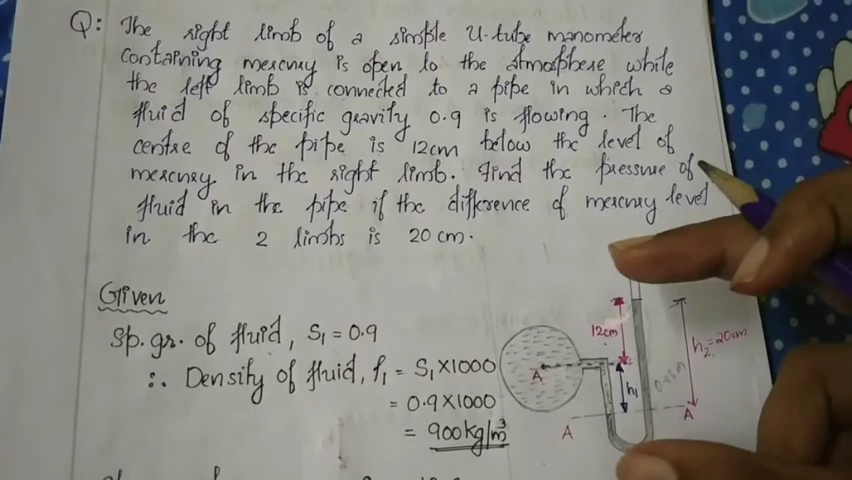 Q: The right limb of a simple U-tube manometer
containing mercury is open to the atmosphere while
the left limb is connected to a pipe in which a
fluid of specific gravity 0.9 is flowing. The
centre of the pipe is 12cm below the level of
mercury in the right limb. Find the pressure of
fluid in the pipe if the difference of mercury level
in the 2 limbs is 20 cm.
Given
Sp. gr. of fluid, S₁ = 0.9
∴ Density of fluid, ρ₁ = S₁ × 1000
= 0.9 × 1000
= 900 kg/m³
12cm
h₂ = 20cm
A
h₁
A
A